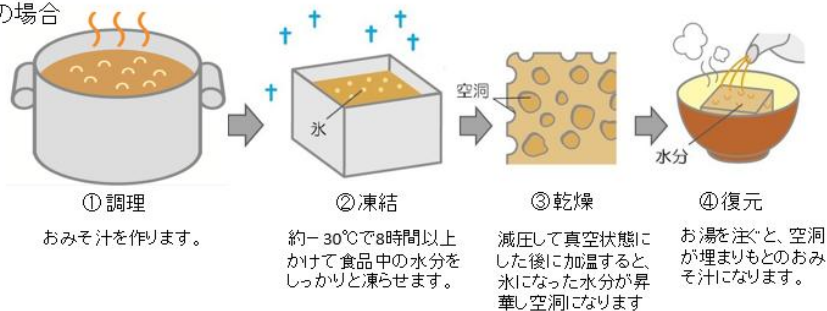 の場合
氷
空洞
水分
①調理
②凍結
③乾燥
④復元
おみそ汁を作ります。
約－30℃で8時間以上
かけて食品中の水分を
しっかりと凍らせます。
減圧して真空状態に
した後に加温すると、
氷になった水分が昇
華し空洞になります
お湯を注ぐと、空洞
が埋まりもとのおみ
そ汁になります。